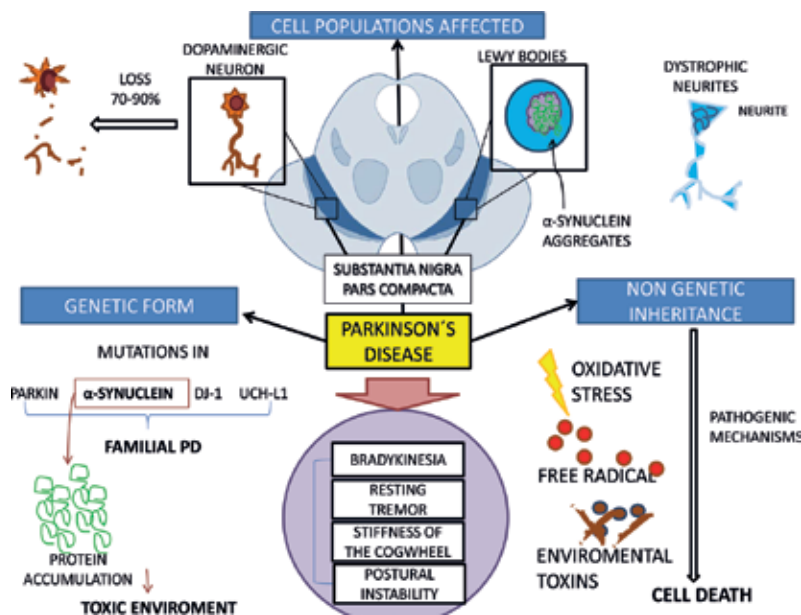 CELL POPULATIONS AFFECTED
DOPAMINERGIC
NEURON
LOSS
70-90%
LEWY BODIES
DYSTROPHIC
NEURITES
NEURITE
α-SYNUCLEIN
AGGREGATES
SUBSTANTIA NIGRA
PARS COMPACTA
GENETIC FORM
PARKINSON´S
DISEASE
NON GENETIC
INHERITANCE
MUTATIONS IN
PARKIN
α-SYNUCLEIN
DJ-1
UCH-L1
FAMILIAL PD
PROTEIN
ACCUMULATION
TOXIC ENVIROMENT
BRADYKINESIA
RESTING
TREMOR
STIFFNESS OF
THE COGWHEEL
POSTURAL
INSTABILITY
OXIDATIVE
STRESS
FREE RADICAL
ENVIROMENTAL
TOXINS
PATHOGENIC
MECHANISMS
CELL DEATH